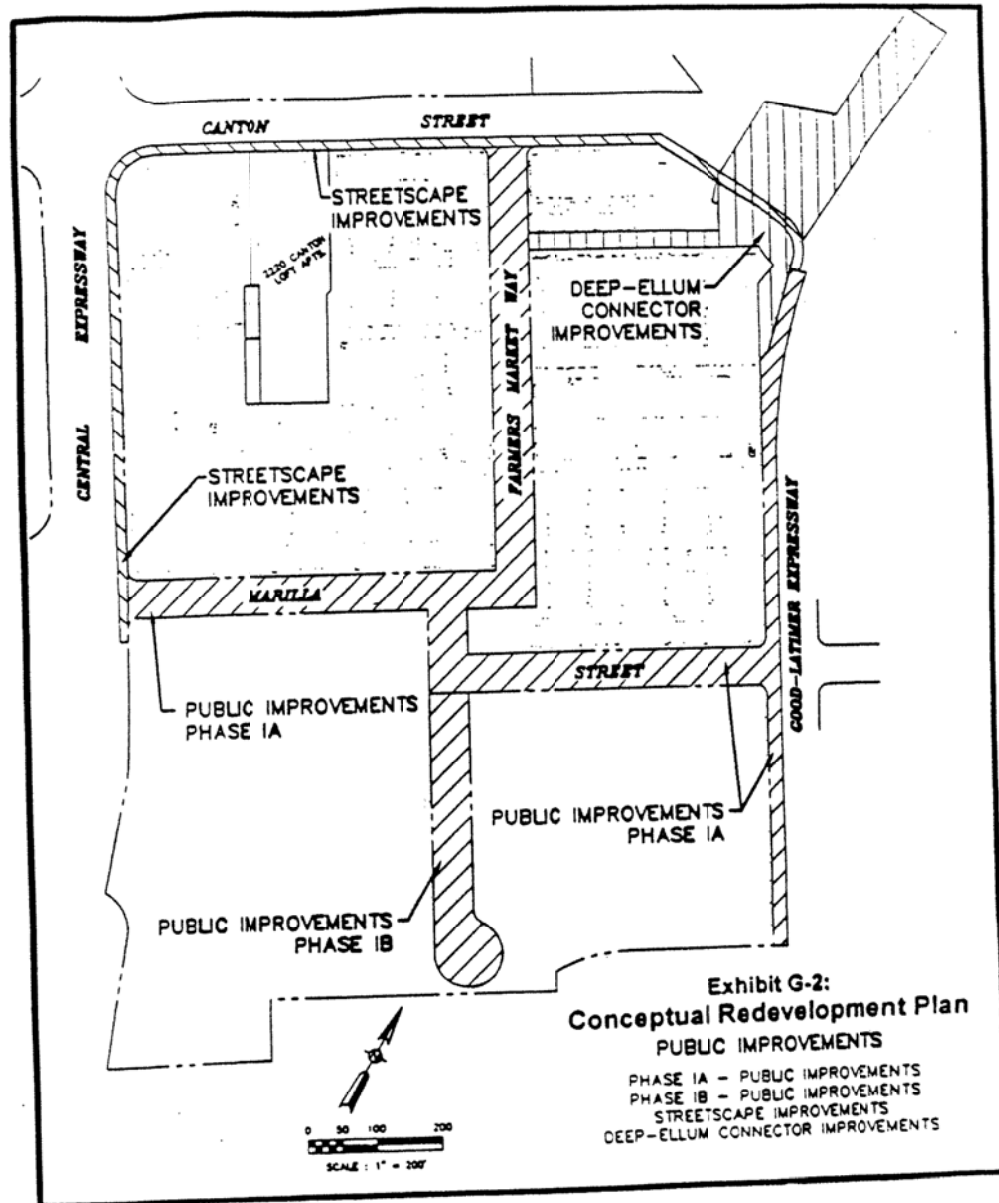 CANTON STREET
STREETSCAPE
IMPROVEMENTS
2220 CANTON
LOFT APTS.
CENTRAL EXPRESSWAY
FARMERS MARKET WAY
DEEP-ELLUM
CONNECTOR
IMPROVEMENTS
STREETSCAPE
IMPROVEMENTS
MARILLA
STREET
GOOD-LATIMER EXPRESSWAY
PUBLIC IMPROVEMENTS
PHASE IA
PUBLIC IMPROVEMENTS
PHASE IA
PUBLIC IMPROVEMENTS
PHASE IB
Exhibit G-2:
Conceptual Redevelopment Plan
PUBLIC IMPROVEMENTS
PHASE IA - PUBLIC IMPROVEMENTS
PHASE IB - PUBLIC IMPROVEMENTS
STREETSCAPE IMPROVEMENTS
DEEP-ELLUM CONNECTOR IMPROVEMENTS
0 50 100 200
SCALE : 1" = 200'